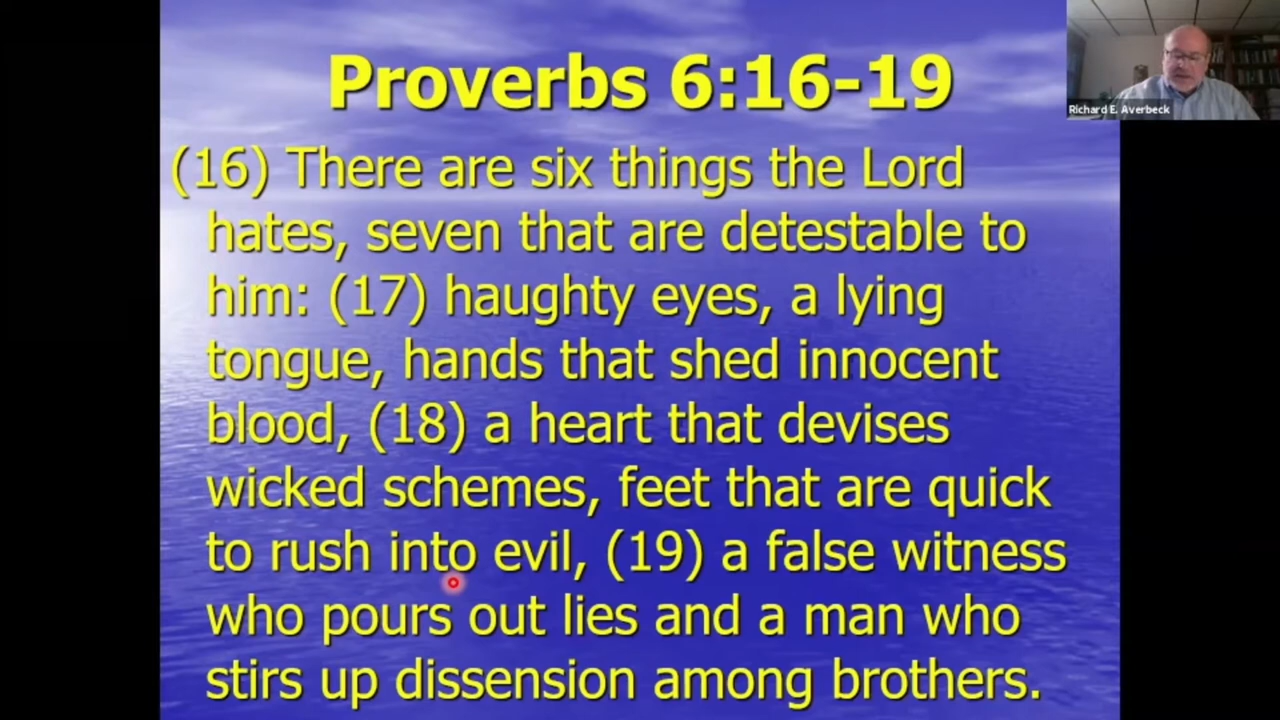 Proverbs 6:16-19
Richard E. Averbeck
(16) There are six things the Lord
hates, seven that are detestable to
him: (17) haughty eyes, a lying
tongue, hands that shed innocent
blood, (18) a heart that devises
wicked schemes, feet that are quick
to rush into evil, (19) a false witness
who pours out lies and a man who
stirs up dissension among brothers.